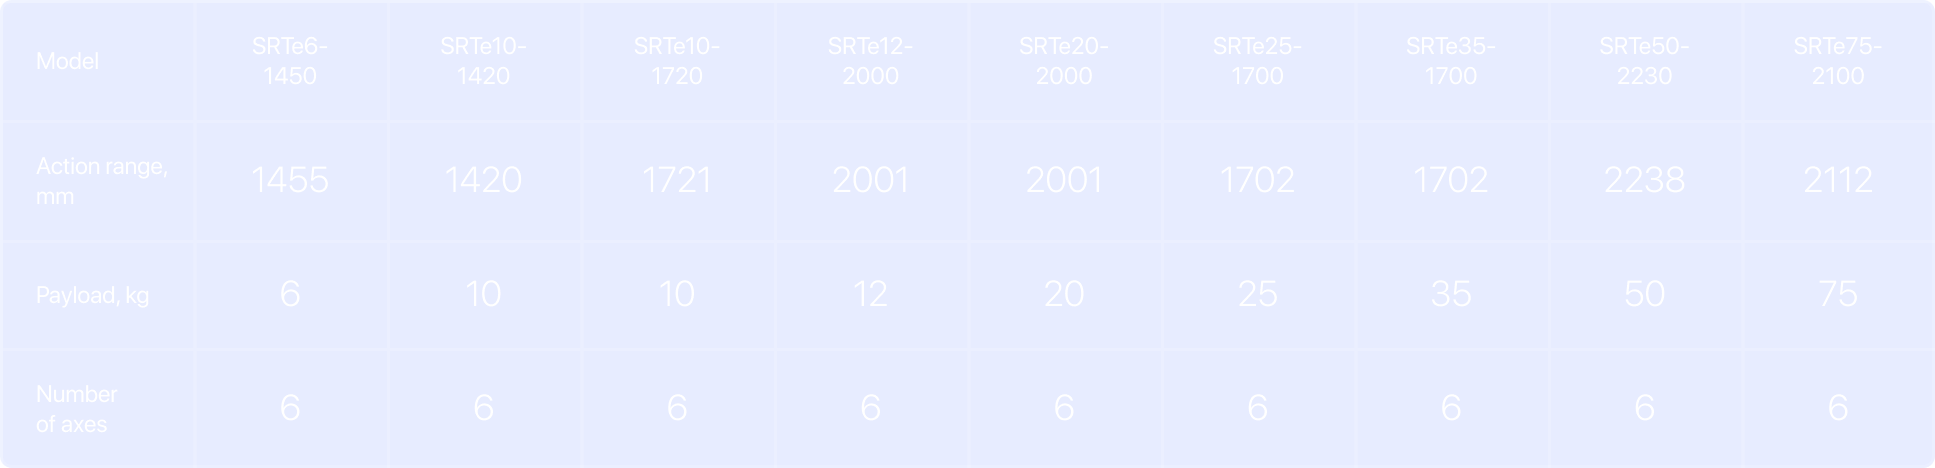 Model SRTe6- SRTe10- SRTe10- SRTe12- SRTe20- SRTe25- SRTe35- SRTe50- SRTe75-
1450 1420 1720 2000 2000 1700 1700 2230 2100
Action range,
mm 1455 1420 1721 2001 2001 1702 1702 2238 2112
Payload, kg 6 10 10 12 20 25 35 50 75
Number
of axes 6 6 6 6 6 6 6 6 6